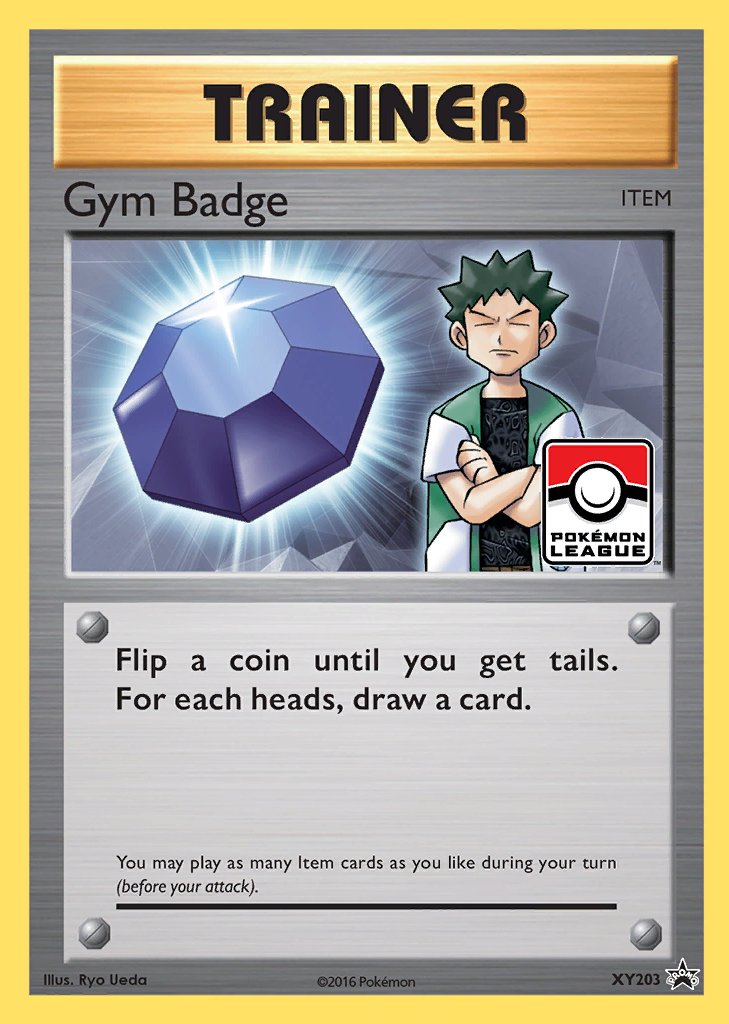 TRAINER
Gym Badge
ITEM
POKÉMON
LEAGUE
™
Flip a coin until you get tails.
For each heads, draw a card.
You may play as many Item cards as you like during your turn
(before your attack).
Illus. Ryo Ueda
©2016 Pokémon
XY203
PROMO